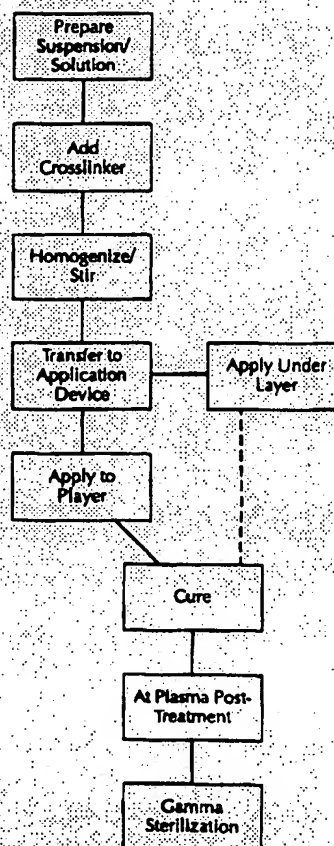 Prepare
Suspension/
Solution
Add
Crosslinker
Homogenize/
Stir
Transfer to
Application
Device
Apply Under
Layer
Apply to
Player
Cure
At Plasma Post-
Treatment
Gamma
Sterilization